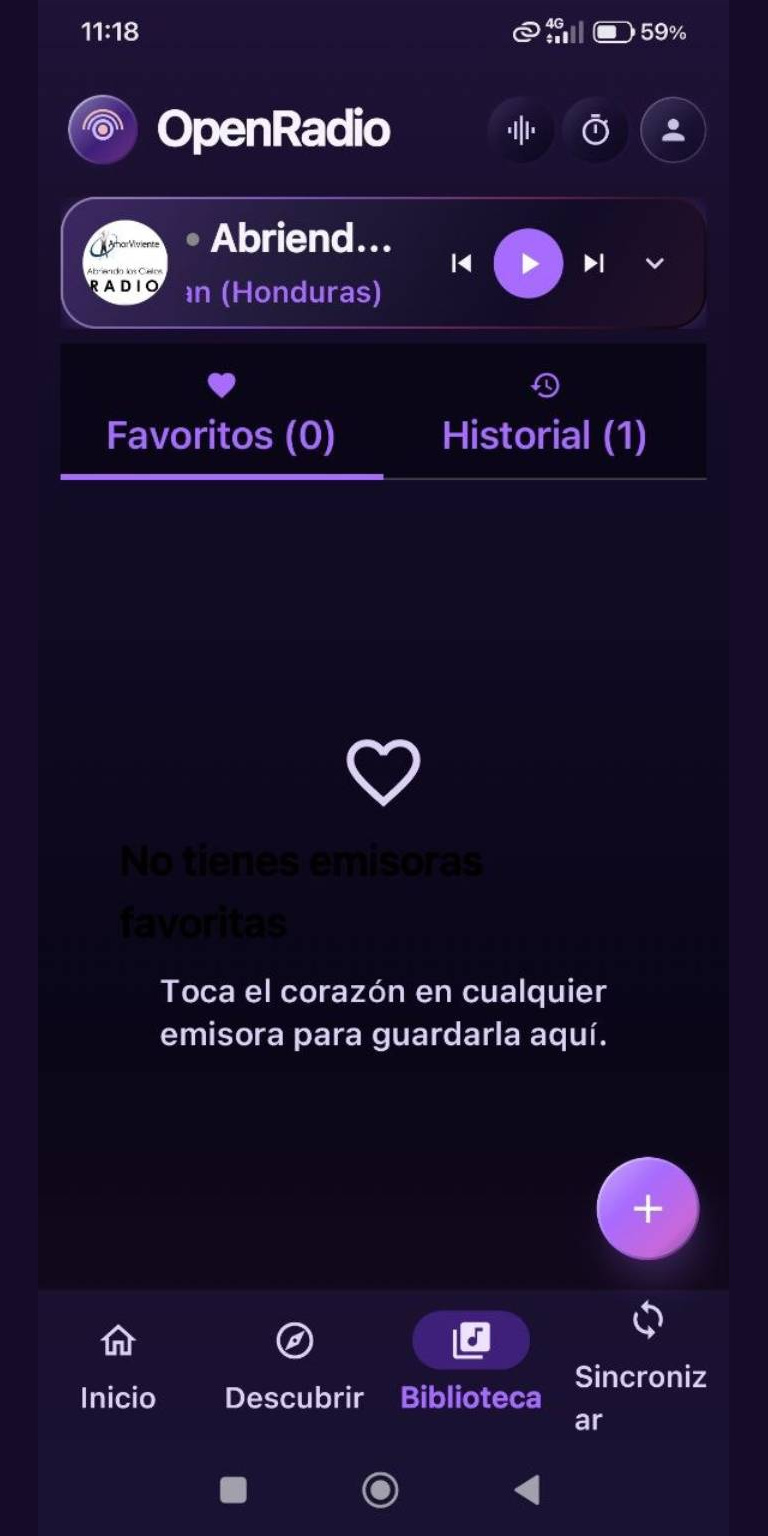 11:18
4G
59%
OpenRadio
AmorViviente
Abriendo los Cielos
RADIO
Abriend...
an (Honduras)
Favoritos (0)
Historial (1)
No tienes emisoras
favoritas
Toca el corazón en cualquier
emisora para guardarla aquí.
Inicio
Descubrir
Biblioteca
Sincroniz
ar